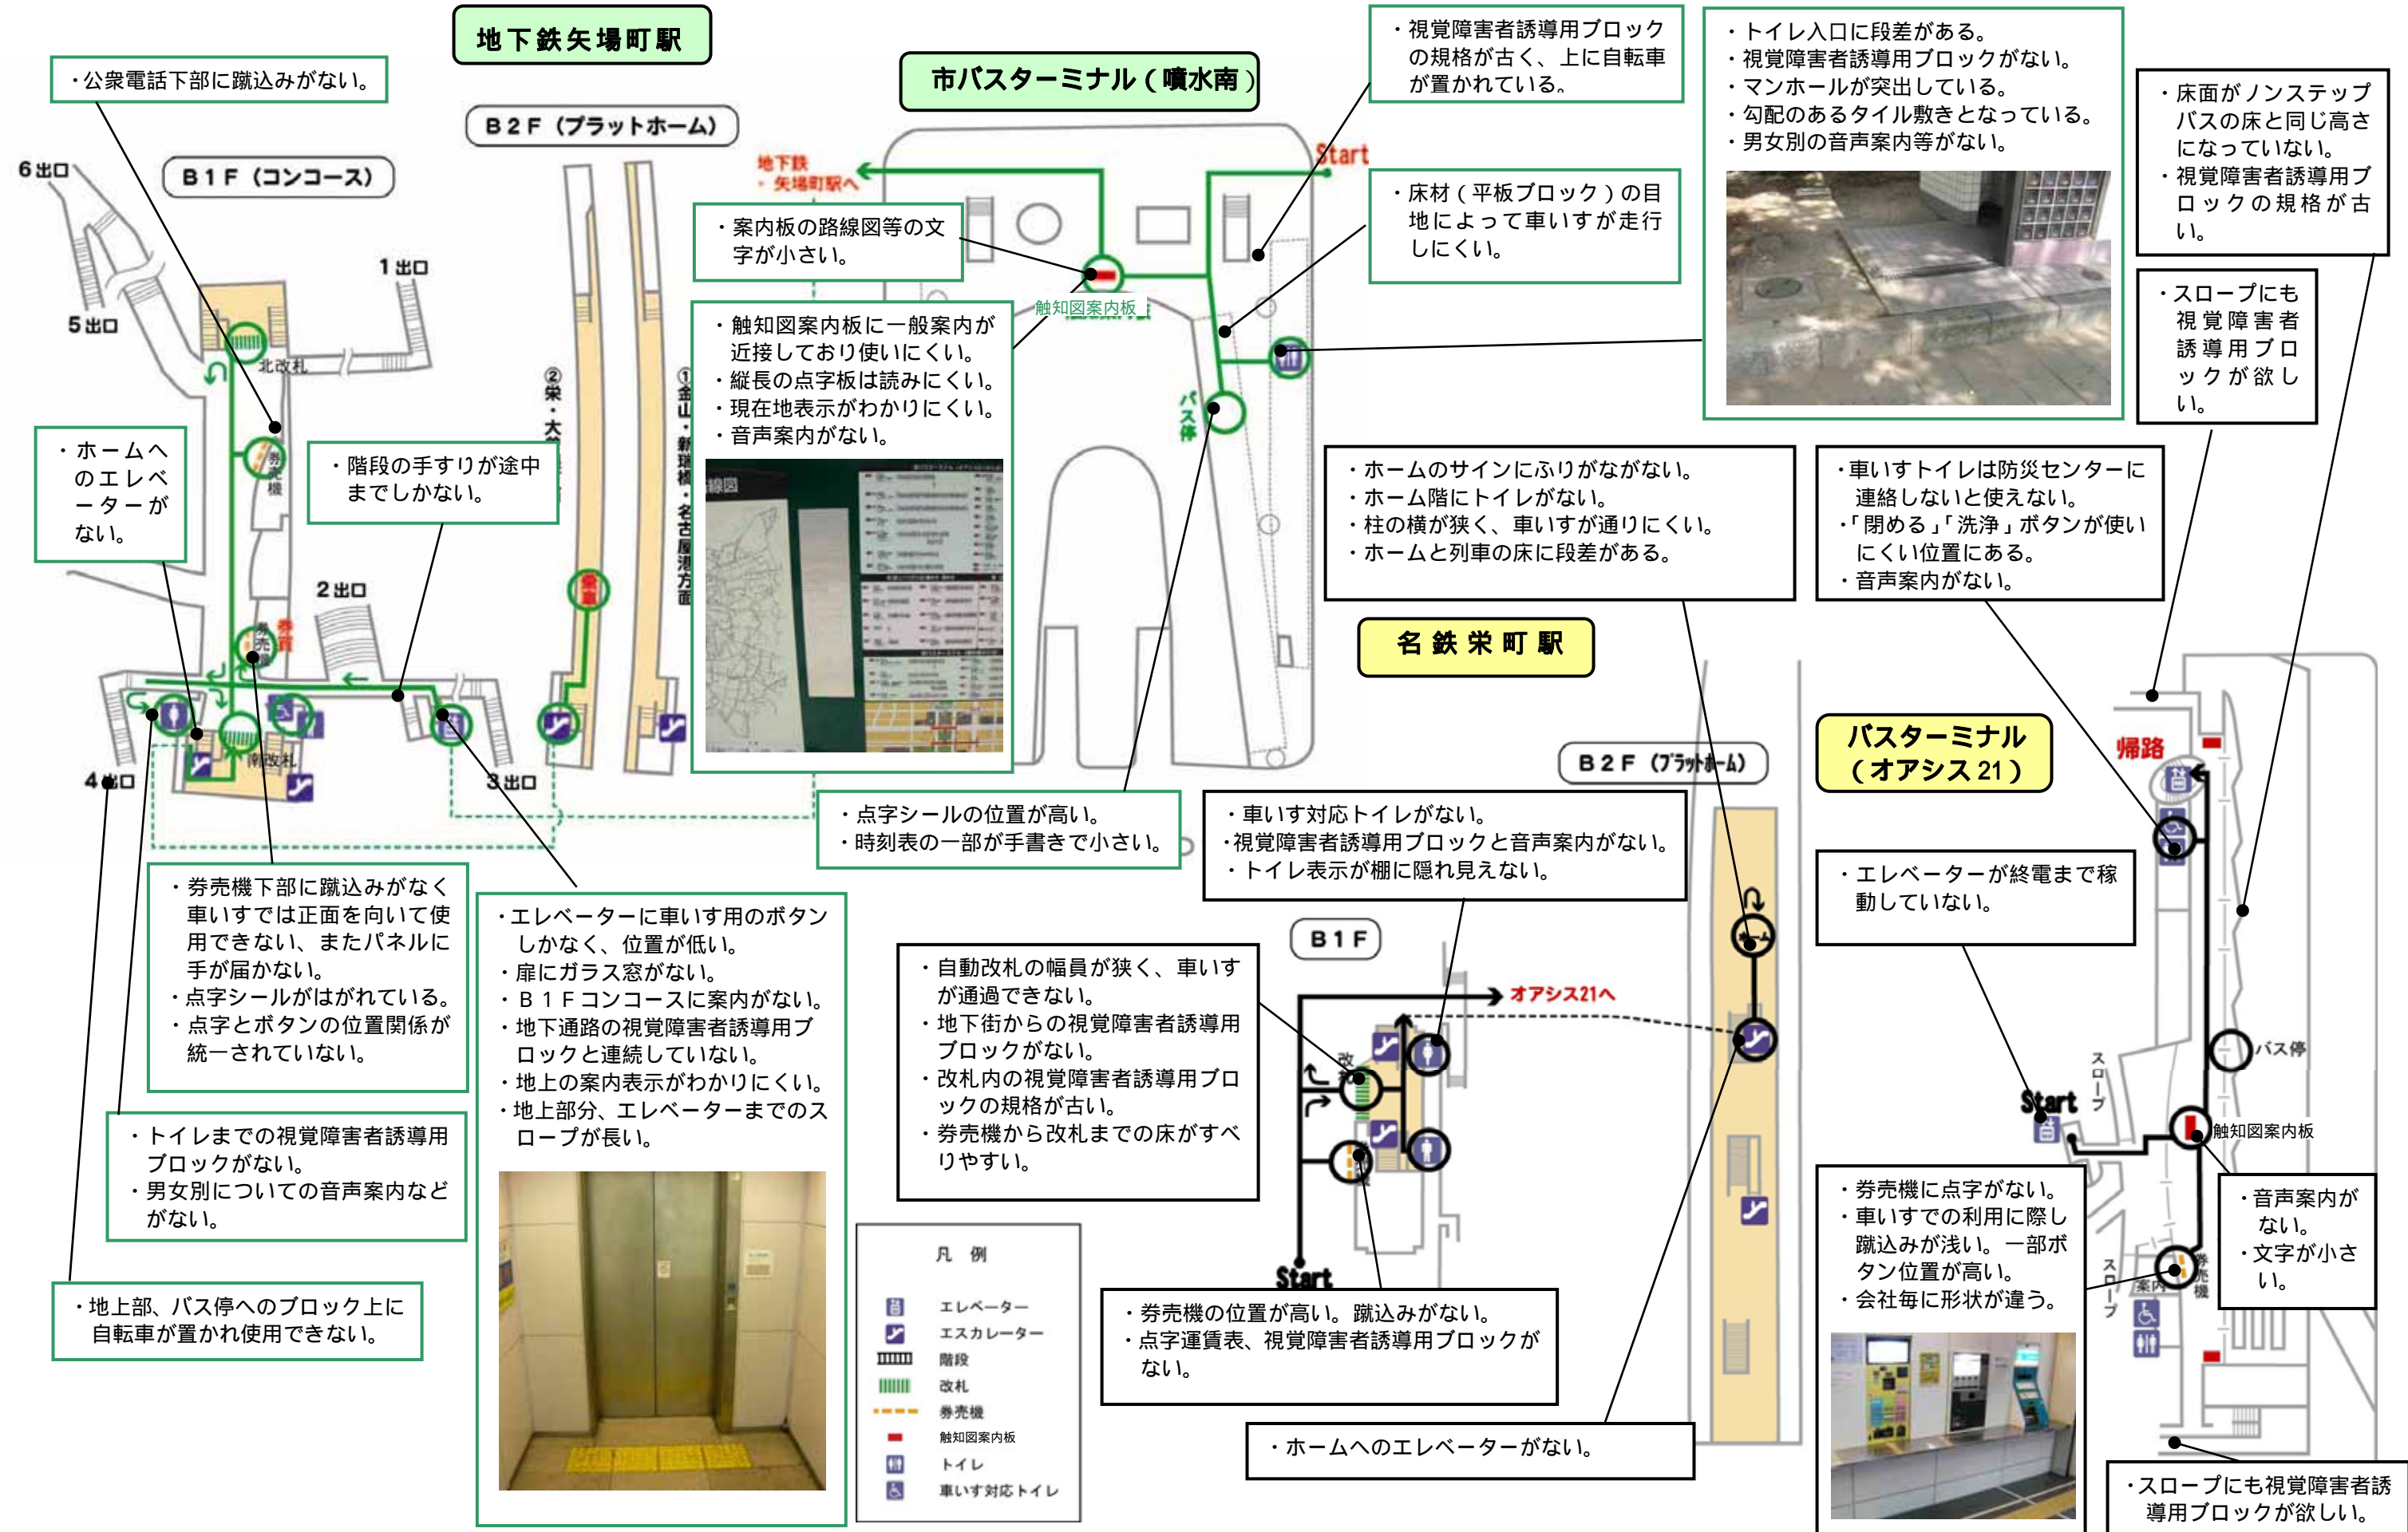 地下鉄矢場町駅
・公衆電話下部に蹴込みがない。
B1F（コンコース）
B2F（プラットホーム）
6出口
5出口
1出口
北改札
券売機
・ホームへ
のエレベ
ーターが
ない。
・階段の手すりが途中
までしかない。
2出口
券売機
券買
南改札
4出口
3出口
乗車
②栄・大
①金山・新瑞橋・名古屋港方面
・券売機下部に蹴込みがなく
車いすでは正面を向いて使
用できない、またパネルに
手が届かない。
・点字シールがはがれている。
・点字とボタンの位置関係が
統一されていない。
・トイレまでの視覚障害者誘導用
ブロックがない。
・男女別についての音声案内など
がない。
・地上部、バス停へのブロック上に
自転車が置かれ使用できない。
・エレベーターに車いす用のボタン
しかなく、位置が低い。
・扉にガラス窓がない。
・B1Fコンコースに案内がない。
・地下通路の視覚障害者誘導用ブ
ロックと連続していない。
・地上の案内表示がわかりにくい。
・地上部分、エレベーターまでのス
ロープが長い。
市バスターミナル（噴水南）
地下鉄
・矢場町駅へ
Start
・視覚障害者誘導用ブロック
の規格が古く、上に自転車
が置かれている。
・案内板の路線図等の文
字が小さい。
触知図案内板
・床材（平板ブロック）の目
地によって車いすが走行
しにくい。
・触知図案内板に一般案内が
近接しており使いにくい。
・縦長の点字板は読みにくい。
・現在地表示がわかりにくい。
・音声案内がない。
線図
バス停
・点字シールの位置が高い。
・時刻表の一部が手書きで小さい。
・トイレ入口に段差がある。
・視覚障害者誘導用ブロックがない。
・マンホールが突出している。
・勾配のあるタイル敷きとなっている。
・男女別の音声案内等がない。
名鉄栄町駅
・ホームのサインにふりがながない。
・ホーム階にトイレがない。
・柱の横が狭く、車いすが通りにくい。
・ホームと列車の床に段差がある。
B2F（プラットホーム）
ホーム
・車いす対応トイレがない。
・視覚障害者誘導用ブロックと音声案内がない。
・トイレ表示が棚に隠れ見えない。
B1F
オアシス21へ
・自動改札の幅員が狭く、車いす
が通過できない。
・地下街からの視覚障害者誘導用
ブロックがない。
・改札内の視覚障害者誘導用ブロ
ックの規格が古い。
・券売機から改札までの床がすべ
りやすい。
Start
・券売機の位置が高い。蹴込みがない。
・点字運賃表、視覚障害者誘導用ブロックが
ない。
・ホームへのエレベーターがない。
凡例
エレベーター
エスカレーター
階段
改札
券売機
触知図案内板
トイレ
車いす対応トイレ
バスターミナル
（オアシス21）
・床面がノンステップ
バスの床と同じ高さ
になっていない。
・視覚障害者誘導用ブ
ロックの規格が古
い。
・スロープにも
視覚障害者
誘導用ブロ
ックが欲し
い。
・車いすトイレは防災センターに
連絡しないと使えない。
・「閉める」「洗浄」ボタンが使い
にくい位置にある。
・音声案内がない。
帰路
・エレベーターが終電まで稼
動していない。
スロープ
Start
バス停
触知図案内板
・音声案内が
ない。
・文字が小さ
い。
・券売機に点字がない。
・車いすでの利用に際し
蹴込みが浅い。一部ボ
タン位置が高い。
・会社毎に形状が違う。
スロープ
案内
券売機
・スロープにも視覚障害者誘
導用ブロックが欲しい。